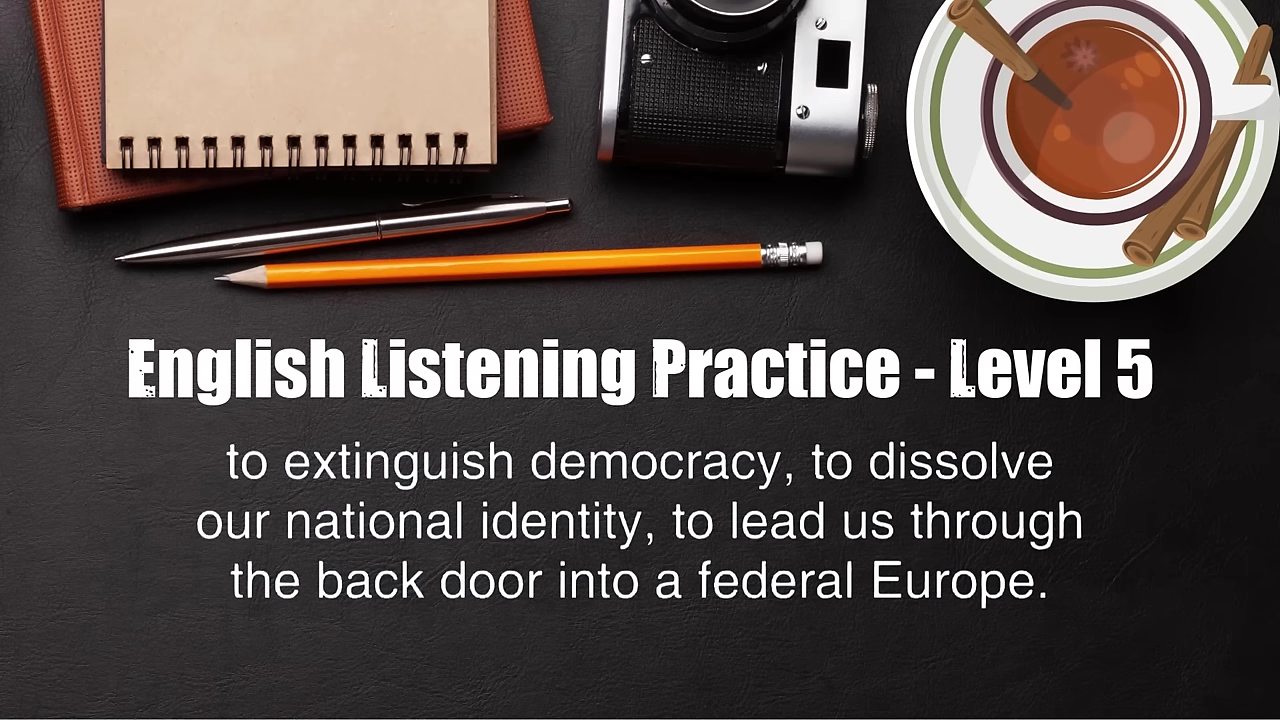 English Listening Practice - Level 5
to extinguish democracy, to dissolve
our national identity, to lead us through
the back door into a federal Europe.